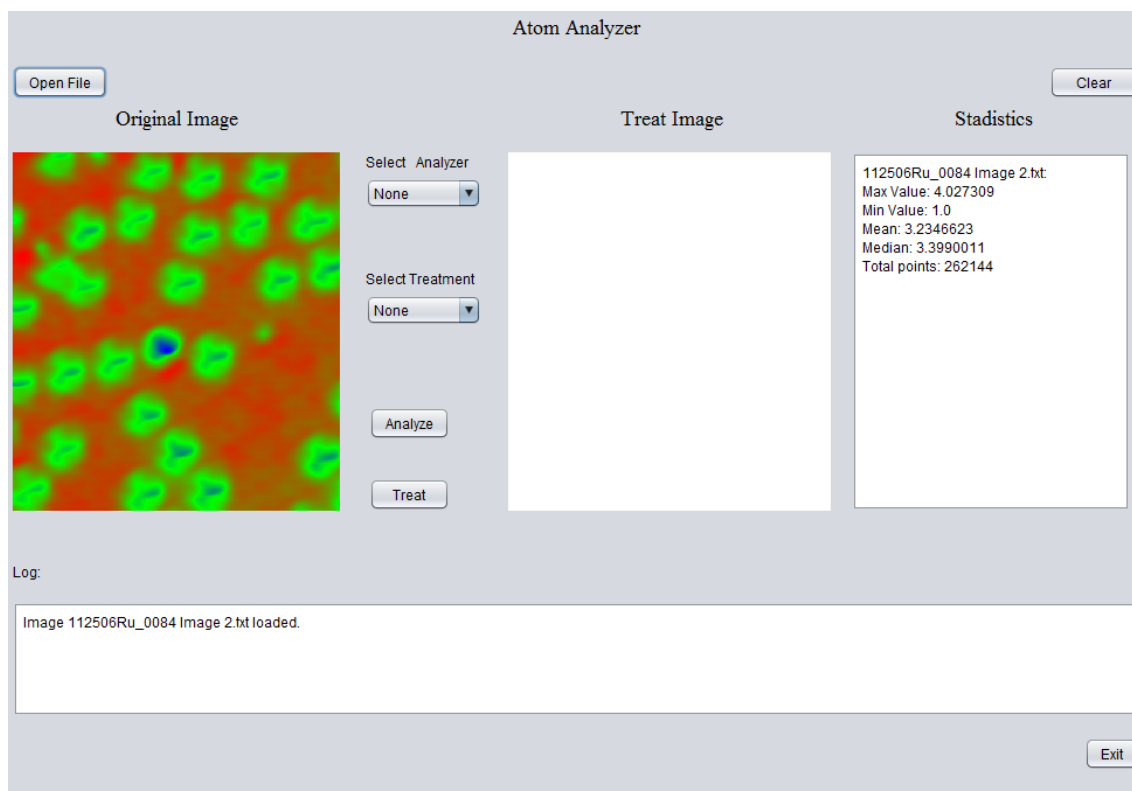 Atom Analyzer
Open File
Clear
Original Image
Treat Image
Stadistics
Select Analyzer
None
Select Treatment
None
Analyze
Treat
112506Ru_0084 Image 2.txt:
Max Value: 4.027309
Min Value: 1.0
Mean: 3.2346623
Median: 3.3990011
Total points: 262144
Log:
Image 112506Ru_0084 Image 2.txt loaded.
Exit